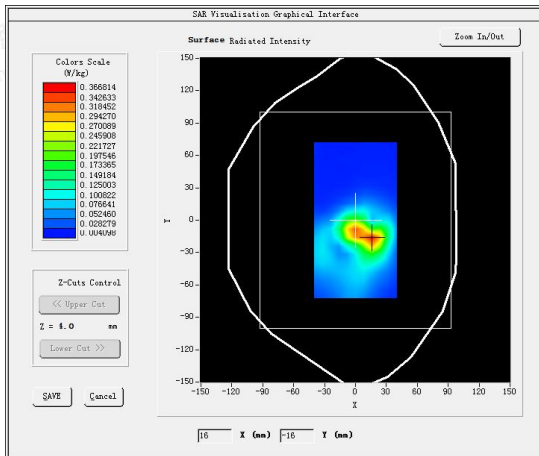 SAR Visualisation Graphical Interface
Surface Radiated Intensity
Zoom In/Out
Colors Scale
(W/kg)
0.366814
0.342633
0.318452
0.294270
0.270089
0.245908
0.221727
0.197546
0.173365
0.149184
0.125003
0.100822
0.076641
0.052460
0.028279
0.004098
Z-Cuts Control
<< Upper Cut
Z = 4.0 mm
Lower Cut >>
SAVE Cancel
150
120
90
60
30
0
-30
-60
-90
-120
-150
Y
-150 -120 -90 -60 -30 0 30 60 90 120 150
X
16 X (mm) -16 Y (mm)